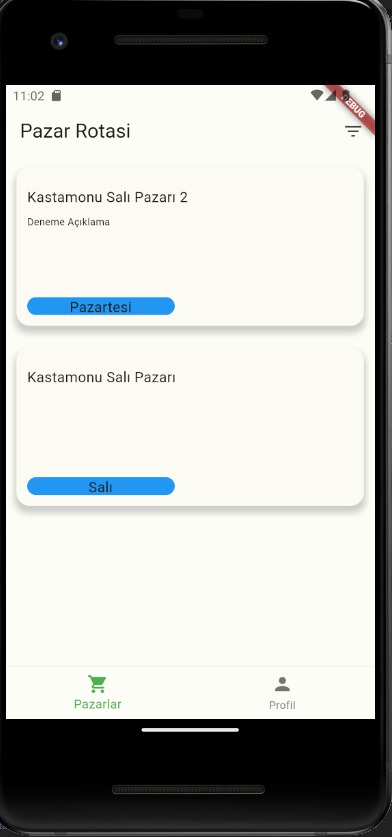 11:02
DEBUG
Pazar Rotasi
Kastamonu Salı Pazarı 2
Deneme Açıklama
Pazartesi
Kastamonu Salı Pazarı
Salı
Pazarlar
Profil